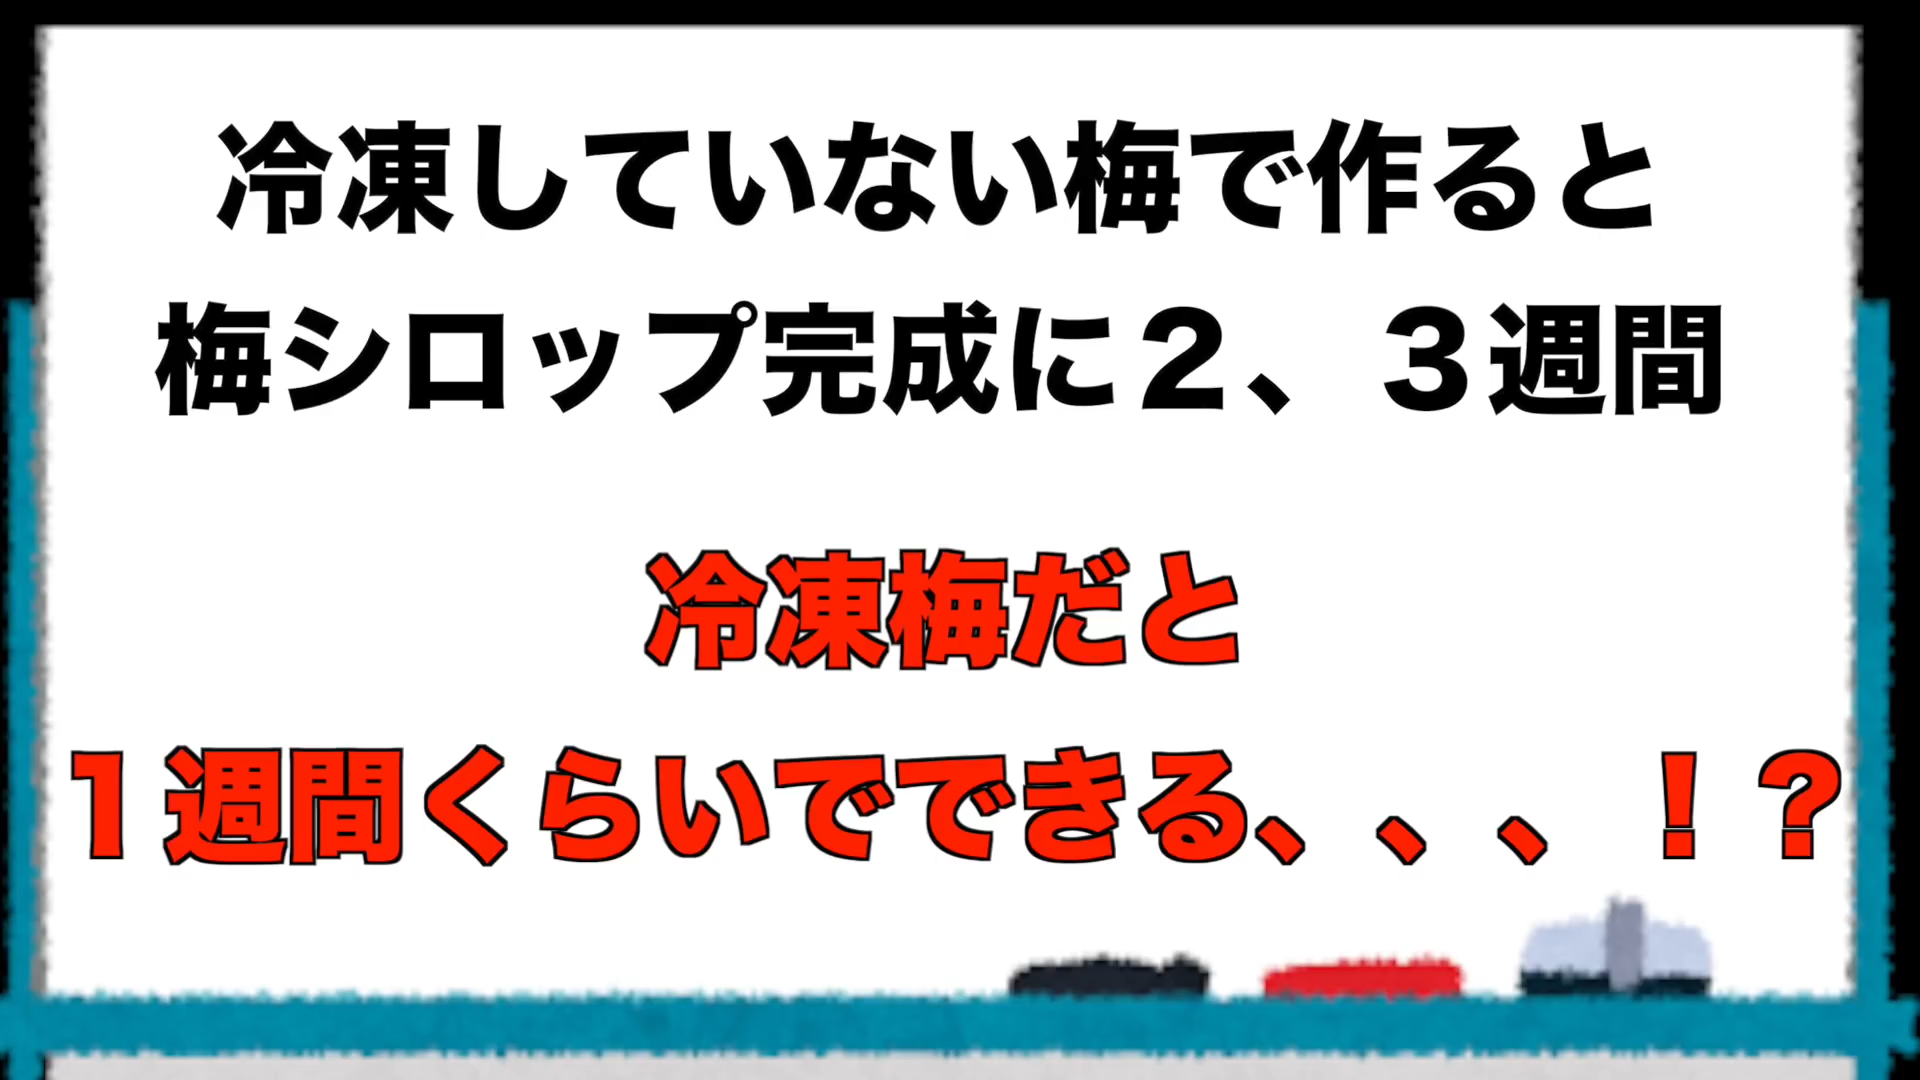 冷凍していない梅で作ると
梅シロップ完成に２、３週間
冷凍梅だと
１週間くらいでできる、、、！？